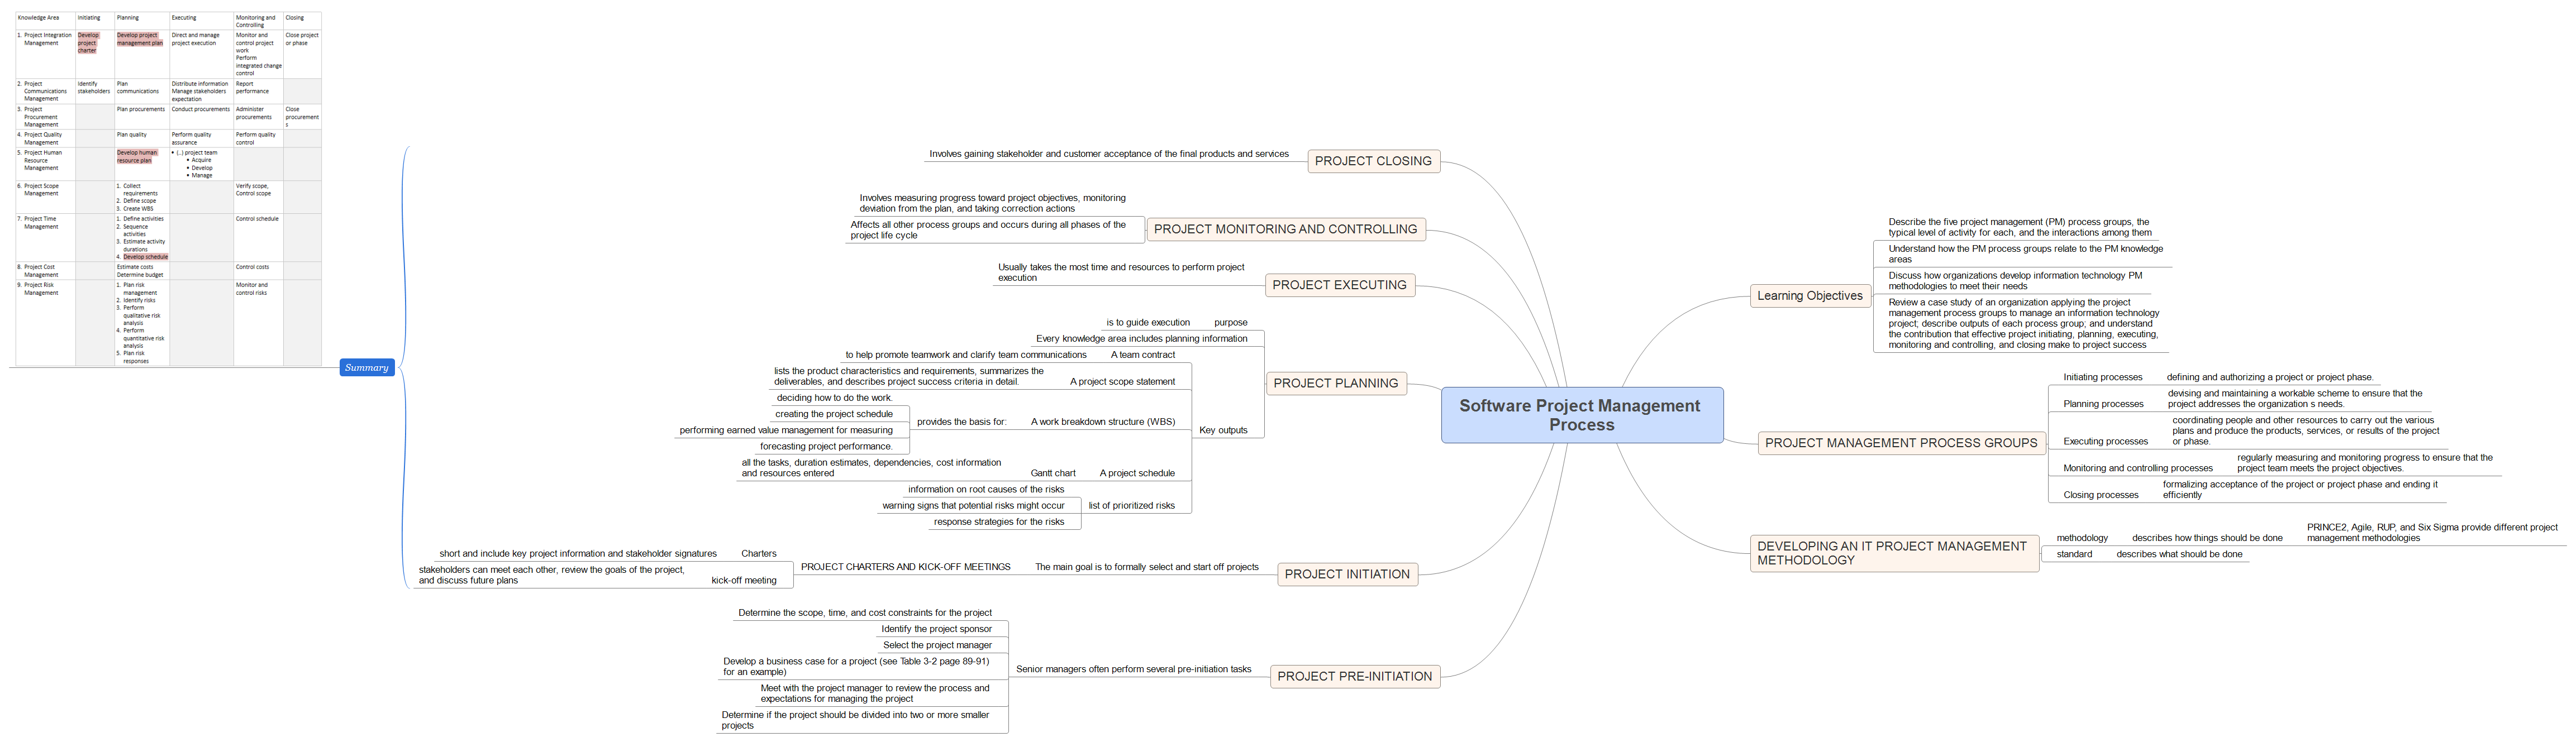 Knowledge Area Initiating Planning Executing Monitoring and
Controlling Closing
1. Project Integration
Management
Develop
project
charter
Develop project
management plan
Direct and manage
project execution
Monitor and
control project
work
Perform
integrated change
control
Close project
or phase
2. Project
Communications
Management
Identify
stakeholders
Plan
communications
Distribute information
Manage stakeholders
expectation
Report
performance
3. Project
Procurement
Management
Plan procurements
Conduct procurements
Administer
procurements
Close
procurement
s
4. Project Quality
Management
Plan quality
Perform quality
assurance
Perform quality
control
5. Project Human
Resource
Management
Develop human
resource plan
• (..) project team
• Acquire
• Develop
• Manage
6. Project Scope
Management
1. Collect
requirements
2. Define scope
3. Create WBS
Verify scope,
Control scope
7. Project Time
Management
1. Define activities
2. Sequence
activities
3. Estimate activity
durations
4. Develop schedule
Control schedule
8. Project Cost
Management
Estimate costs
Determine budget
Control costs
9. Project Risk
Management
1. Plan risk
management
2. Identify risks
3. Perform
qualitative risk
analysis
4. Perform
quantitative risk
analysis
5. Plan risk
responses
Monitor and
control risks
Summary
Involves gaining stakeholder and customer acceptance of the final products and services
PROJECT CLOSING
Involves measuring progress toward project objectives, monitoring
deviation from the plan, and taking correction actions
Affects all other process groups and occurs during all phases of the
project life cycle
PROJECT MONITORING AND CONTROLLING
Usually takes the most time and resources to perform project
execution
PROJECT EXECUTING
is to guide execution purpose
Every knowledge area includes planning information
to help promote teamwork and clarify team communications A team contract
lists the product characteristics and requirements, summarizes the
deliverables, and describes project success criteria in detail. A project scope statement
deciding how to do the work.
creating the project schedule
performing earned value management for measuring
forecasting project performance.
provides the basis for: A work breakdown structure (WBS)
all the tasks, duration estimates, dependencies, cost information
and resources entered Gantt chart A project schedule
information on root causes of the risks
warning signs that potential risks might occur
response strategies for the risks
list of prioritized risks
Key outputs
PROJECT PLANNING
short and include key project information and stakeholder signatures Charters
stakeholders can meet each other, review the goals of the project,
and discuss future plans kick-off meeting
PROJECT CHARTERS AND KICK-OFF MEETINGS The main goal is to formally select and start off projects
PROJECT INITIATION
Determine the scope, time, and cost constraints for the project
Identify the project sponsor
Select the project manager
Develop a business case for a project (see Table 3-2 page 89-91)
for an example)
Meet with the project manager to review the process and
expectations for managing the project
Determine if the project should be divided into two or more smaller
projects
Senior managers often perform several pre-initiation tasks
PROJECT PRE-INITIATION
Software Project Management
Process
Learning Objectives
Describe the five project management (PM) process groups, the
typical level of activity for each, and the interactions among them
Understand how the PM process groups relate to the PM knowledge
areas
Discuss how organizations develop information technology PM
methodologies to meet their needs
Review a case study of an organization applying the project
management process groups to manage an information technology
project; describe outputs of each process group; and understand
the contribution that effective project initiating, planning, executing,
monitoring and controlling, and closing make to project success
PROJECT MANAGEMENT PROCESS GROUPS
Initiating processes defining and authorizing a project or project phase.
Planning processes
devising and maintaining a workable scheme to ensure that the
project addresses the organization s needs.
Executing processes
coordinating people and other resources to carry out the various
plans and produce the products, services, or results of the project
or phase.
Monitoring and controlling processes
regularly measuring and monitoring progress to ensure that the
project team meets the project objectives.
Closing processes
formalizing acceptance of the project or project phase and ending it
efficiently
DEVELOPING AN IT PROJECT MANAGEMENT
METHODOLOGY
methodology describes how things should be done
PRINCE2, Agile, RUP, and Six Sigma provide different project
management methodologies
standard describes what should be done